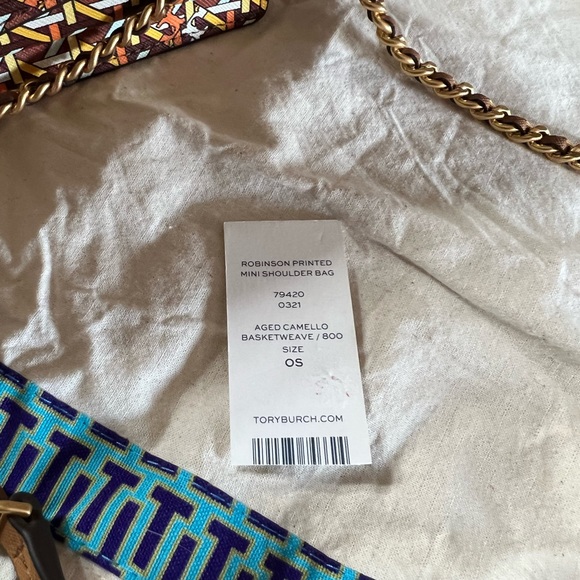 ROBINSON PRINTED
MINI SHOULDER BAG
79420
0321
AGED CAMELLO
BASKETWEAVE / 800
SIZE
OS
TORYBURCH.COM